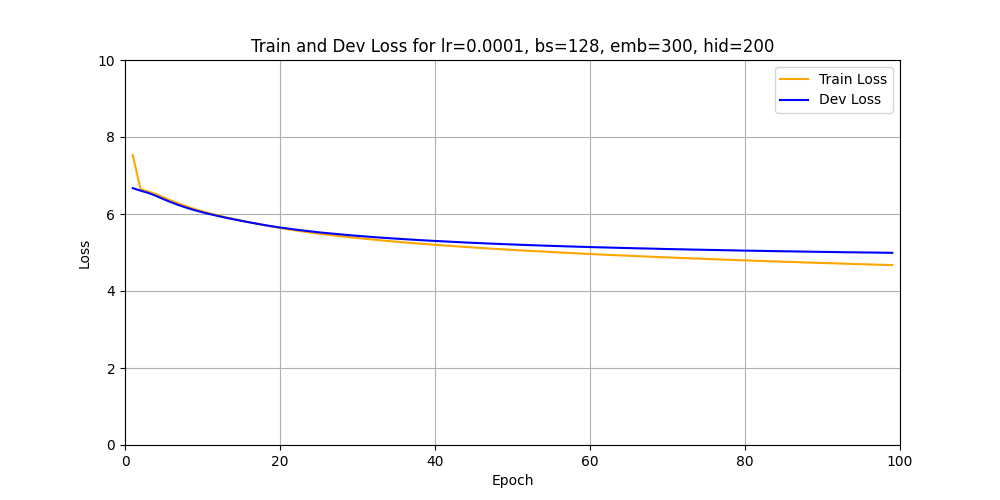 Train and Dev Loss for lr=0.0001, bs=128, emb=300, hid=200
Train Loss
Dev Loss
Loss
10
8
6
4
2
0
0 20 40 60 80 100
Epoch